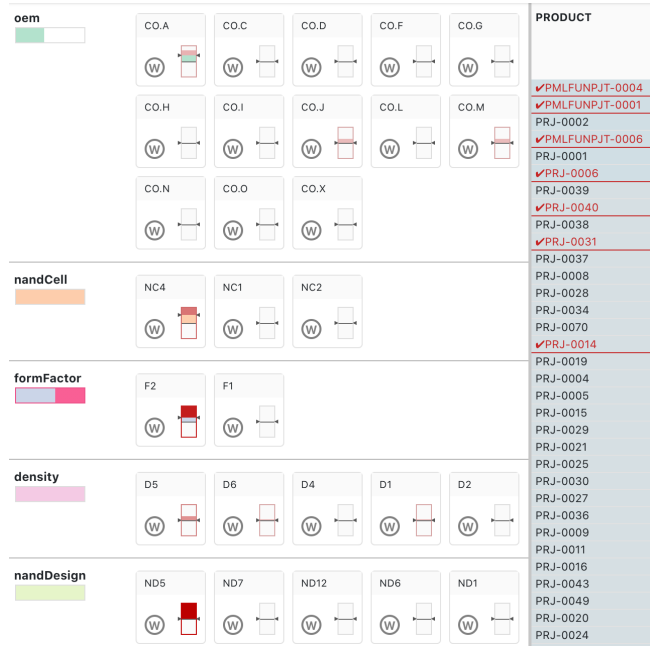 oem
CO.A CO.C CO.D CO.F CO.G
W W W W W
CO.H CO.I CO.J CO.L CO.M
W W W W W
CO.N CO.O CO.X
W W W
nandCell
NC4 NC1 NC2
W W W
formFactor
F2 F1
W W
density
D5 D6 D4 D1 D2
W W W W W
nandDesign
ND5 ND7 ND12 ND6 ND1
W W W W W
PRODUCT
✔PMLFUNPJT-0004
✔PMLFUNPJT-0001
PRJ-0002
✔PMLFUNPJT-0006
PRJ-0001
✔PRJ-0006
PRJ-0039
✔PRJ-0040
PRJ-0038
✔PRJ-0031
PRJ-0037
PRJ-0008
PRJ-0028
PRJ-0034
PRJ-0070
✔PRJ-0014
PRJ-0019
PRJ-0004
PRJ-0005
PRJ-0015
PRJ-0029
PRJ-0021
PRJ-0025
PRJ-0030
PRJ-0027
PRJ-0036
PRJ-0009
PRJ-0011
PRJ-0016
PRJ-0043
PRJ-0049
PRJ-0020
PRJ-0024